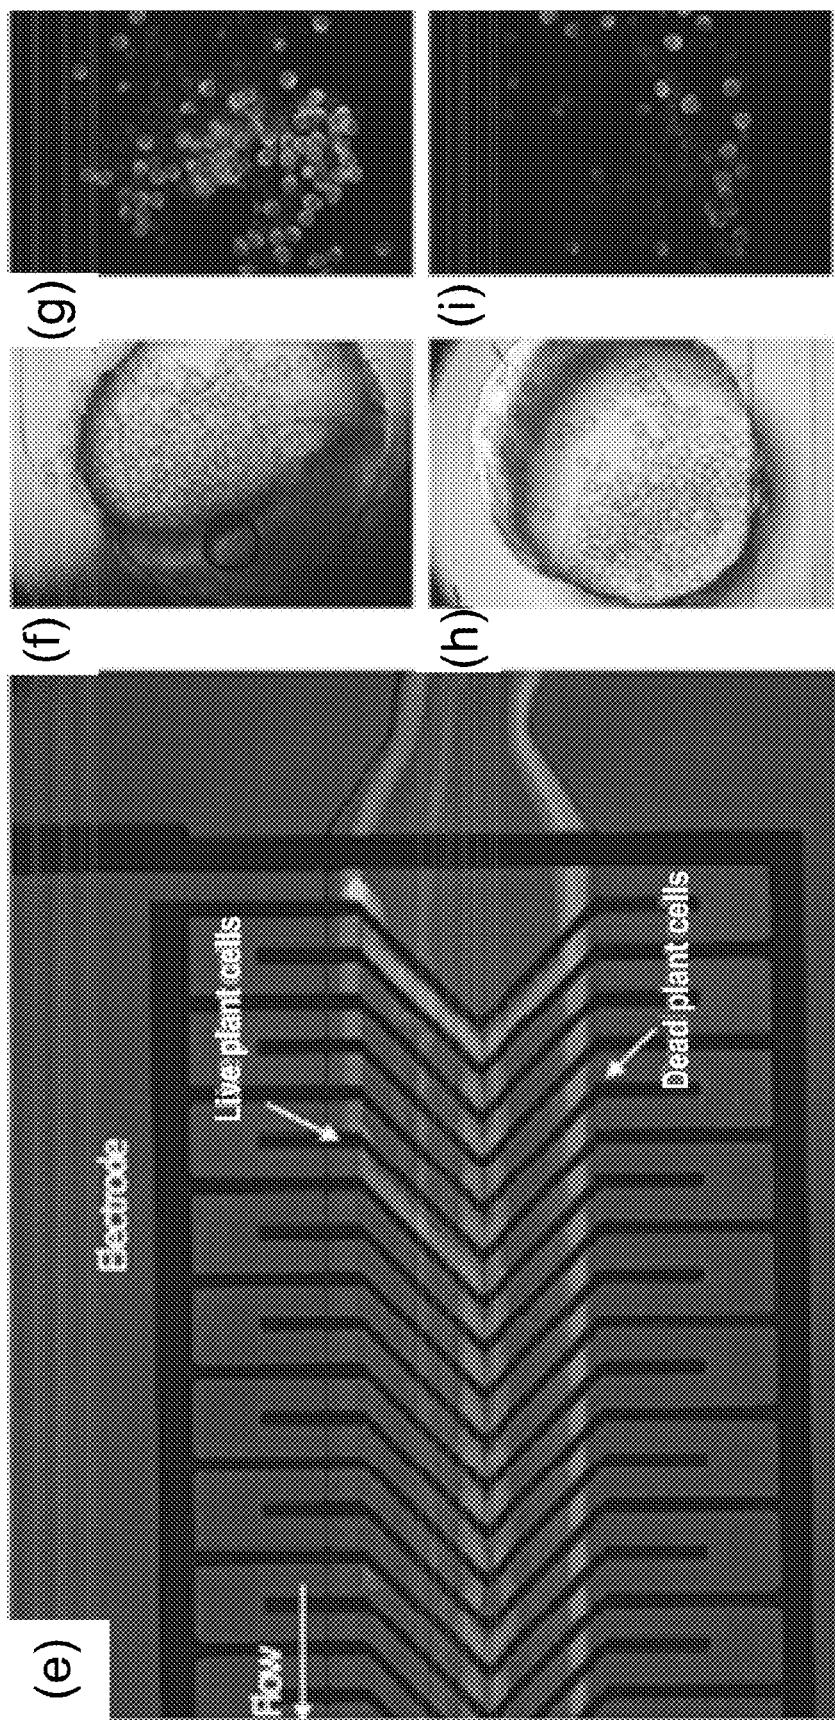 (e)
Electrode
Flow
Live plant cells
Dead plant cells
(f)
(g)
(h)
(i)